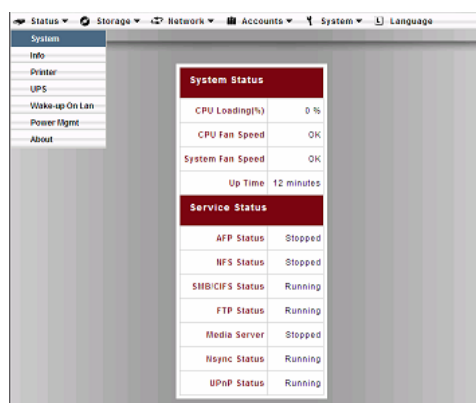 Status Storage Network Accounts System Language
System
Info
Printer
UPS
Wake-up On Lan
Power Mgmt
About
System Status
CPU Loading(%) 0 %
CPU Fan Speed OK
System Fan Speed OK
Up Time 12 minutes
Service Status
AFP Status Stopped
NFS Status Stopped
SMB/CIFS Status Running
FTP Status Running
Media Server Stopped
Nsync Status Running
UPnP Status Running